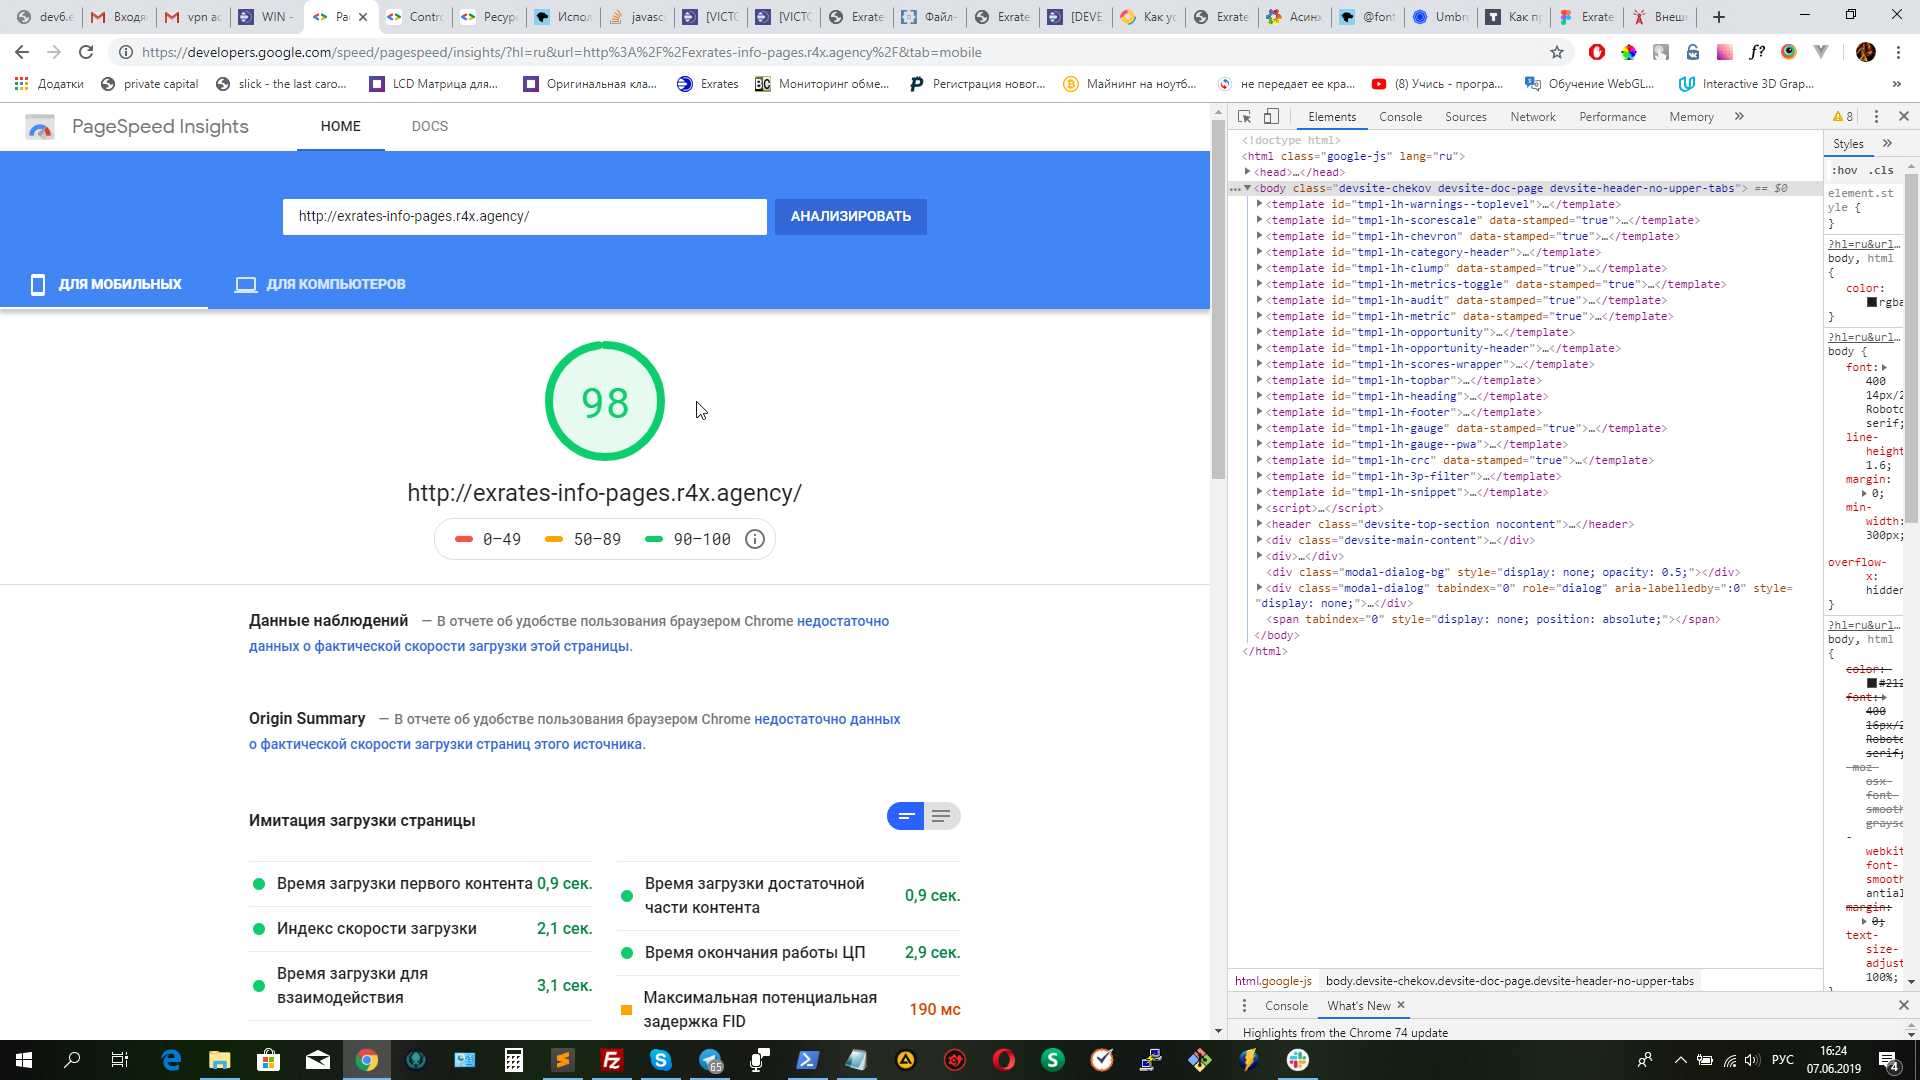 dev6.e
Входя
vpn ac
WIN -
Pa
Contro
Ресур
Испол
javasc
[VICTO
[VICTO
Exrate
Файл-
Exrate
[DEVE
Как ус
Exrate
Асинх
@font
Umbre
Как пр
Exrate
Внешн
https://developers.google.com/speed/pagespeed/insights/?hl=ru&url=http%3A%2F%2Fexrates-info-pages.r4x.agency%2F&tab=mobile
Додатки
private capital
slick - the last caro...
LCD Матрица для...
Оригинальная кла...
Exrates
Мониторинг обме...
Регистрация новог...
Майнинг на ноутб...
не передает ее кра...
(8) Учись - програ...
Обучение WebGL...
Interactive 3D Grap...
»
PageSpeed Insights
HOME
DOCS
http://exrates-info-pages.r4x.agency/
АНАЛИЗИРОВАТЬ
ДЛЯ МОБИЛЬНЫХ
ДЛЯ КОМПЬЮТЕРОВ
98
http://exrates-info-pages.r4x.agency/
0–49 50–89 90–100
Данные наблюдений — В отчете об удобстве пользования браузером Chrome недостаточно
данных о фактической скорости загрузки этой страницы.
Origin Summary — В отчете об удобстве пользования браузером Chrome недостаточно данных
о фактической скорости загрузки страниц этого источника.
Имитация загрузки страницы
Время загрузки первого контента 0,9 сек.
Индекс скорости загрузки 2,1 сек.
Время загрузки для
взаимодействия 3,1 сек.
Время загрузки достаточной
части контента 0,9 сек.
Время окончания работы ЦП 2,9 сек.
Максимальная потенциальная
задержка FID 190 мс
Elements Console Sources Network Performance Memory » 8
<!doctype html>
<html class="google-js" lang="ru">
<head>…</head>
<body class="devsite-chekov devsite-doc-page devsite-header-no-upper-tabs"> == $0
<template id="tmpl-lh-warnings--toplevel">…</template>
<template id="tmpl-lh-scorescale" data-stamped="true">…</template>
<template id="tmpl-lh-chevron" data-stamped="true">…</template>
<template id="tmpl-lh-category-header">…</template>
<template id="tmpl-lh-clump" data-stamped="true">…</template>
<template id="tmpl-lh-metrics-toggle" data-stamped="true">…</template>
<template id="tmpl-lh-audit" data-stamped="true">…</template>
<template id="tmpl-lh-metric" data-stamped="true">…</template>
<template id="tmpl-lh-opportunity">…</template>
<template id="tmpl-lh-opportunity-header">…</template>
<template id="tmpl-lh-scores-wrapper">…</template>
<template id="tmpl-lh-topbar">…</template>
<template id="tmpl-lh-heading">…</template>
<template id="tmpl-lh-footer">…</template>
<template id="tmpl-lh-gauge" data-stamped="true">…</template>
<template id="tmpl-lh-gauge--pwa">…</template>
<template id="tmpl-lh-crc" data-stamped="true">…</template>
<template id="tmpl-lh-3p-filter">…</template>
<template id="tmpl-lh-snippet">…</template>
<script>…</script>
<header class="devsite-top-section nocontent">…</header>
<div class="devsite-main-content">…</div>
<div>…</div>
<div class="modal-dialog-bg" style="display: none; opacity: 0.5;"></div>
<div class="modal-dialog" tabindex="0" role="dialog" aria-labelledby=":0" style=
"display: none;">…</div>
<span tabindex="0" style="display: none; position: absolute;"></span>
</body>
</html>
html.google-js body.devsite-chekov.devsite-doc-page.devsite-header-no-upper-tabs
Styles »
:hov .cls
element.st
yle {
}
?hl=ru&url…
body, html
{
color:
rgba
}
?hl=ru&url…
body {
font:
400
14px/2
Roboto
serif;
line-
height
1.6;
margin:
0;
min-
width:
300px;
overflow-
x:
hidden
}
?hl=ru&url…
body, html
{
color:
#212
font:
400
16px/2
Roboto
serif;
-moz-
osx-
font-
smooth
graysc
-
webkit
font-
smooth
antial
margin:
0;
text-
size-
adjust
100%;
Console What's New
Highlights from the Chrome 74 update
65
РУС
16:24
07.06.2019
4